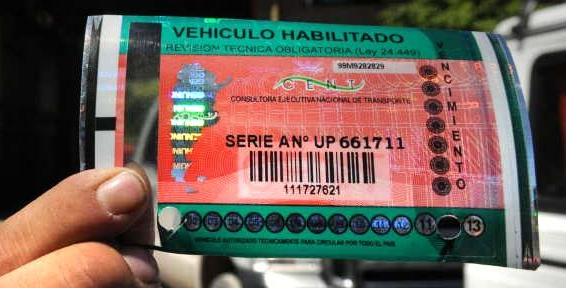 VEHICULO HABILITADO
REVISION TECNICA OBLIGATORIA (Ley 24.449)
99M9282829
CENT
CONSULTORA EJECUTIVA NACIONAL DE TRANSPORTE
SERIE A Nº UP 661711
111727621
11 13
VEHICULO AUTORIZADO TECNICAMENTE PARA CIRCULAR POR TODO EL PAIS
VENCIMIENTO